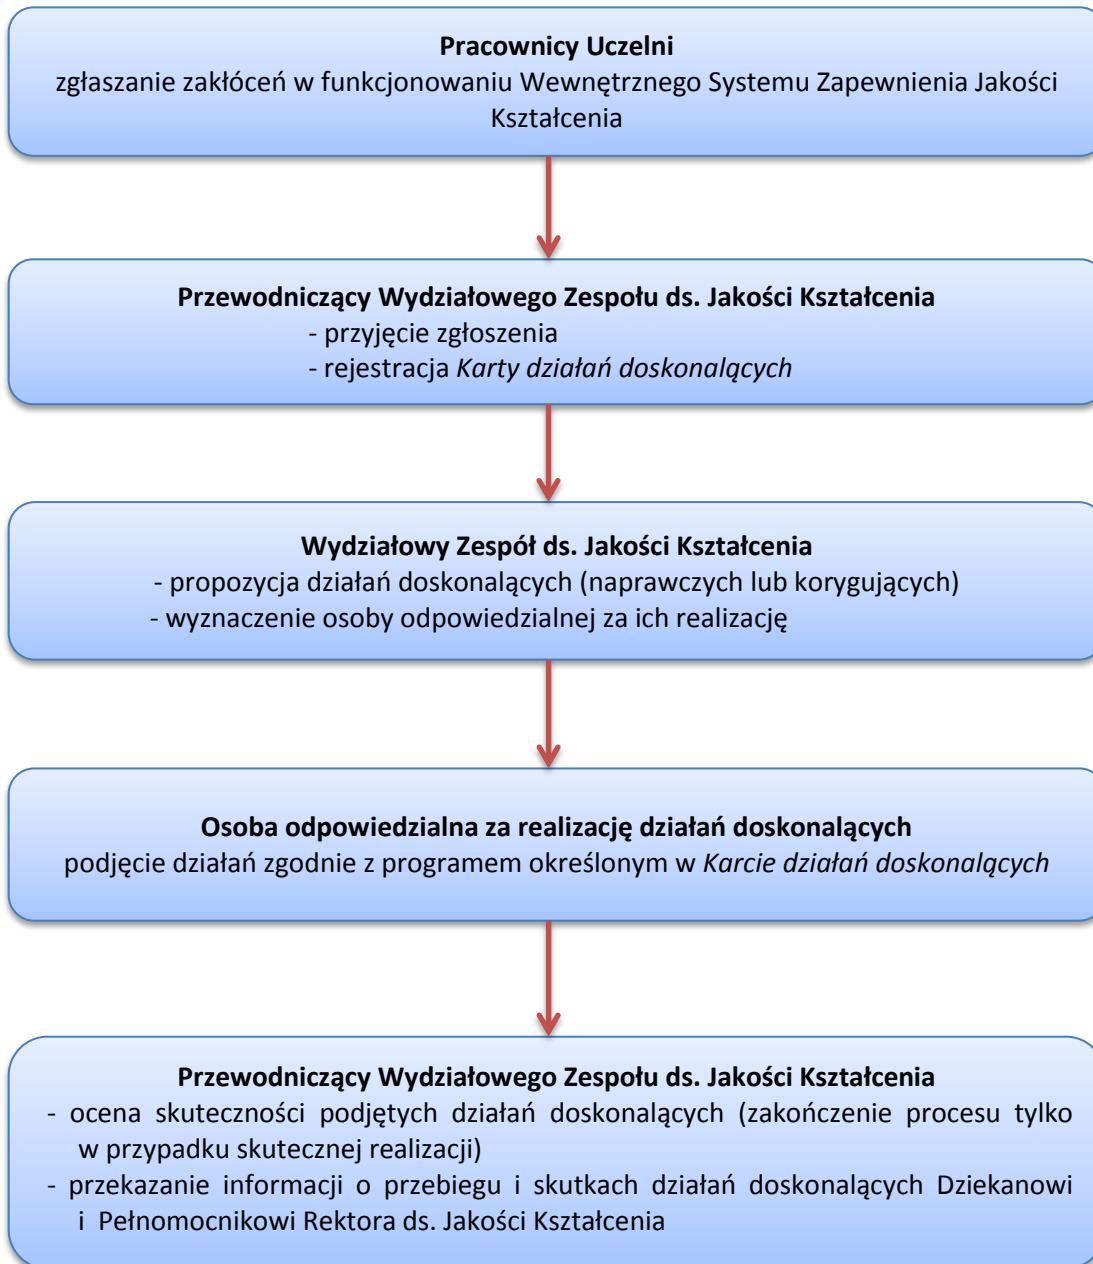 Pracownicy Uczelni
zgłaszanie zakłóceń w funkcjonowaniu Wewnętrznego Systemu Zapewnienia Jakości
Kształcenia
Przewodniczący Wydziałowego Zespołu ds. Jakości Kształcenia
- przyjęcie zgłoszenia
- rejestracja Karty działań doskonalących
Wydziałowy Zespół ds. Jakości Kształcenia
- propozycja działań doskonalących (naprawczych lub korygujących)
- wyznaczenie osoby odpowiedzialnej za ich realizację
Osoba odpowiedzialna za realizację działań doskonalących
podjęcie działań zgodnie z programem określonym w Karcie działań doskonalących
Przewodniczący Wydziałowego Zespołu ds. Jakości Kształcenia
- ocena skuteczności podjętych działań doskonalących (zakończenie procesu tylko
w przypadku skutecznej realizacji)
- przekazanie informacji o przebiegu i skutkach działań doskonalących Dziekanowi
i Pełnomocnikowi Rektora ds. Jakości Kształcenia